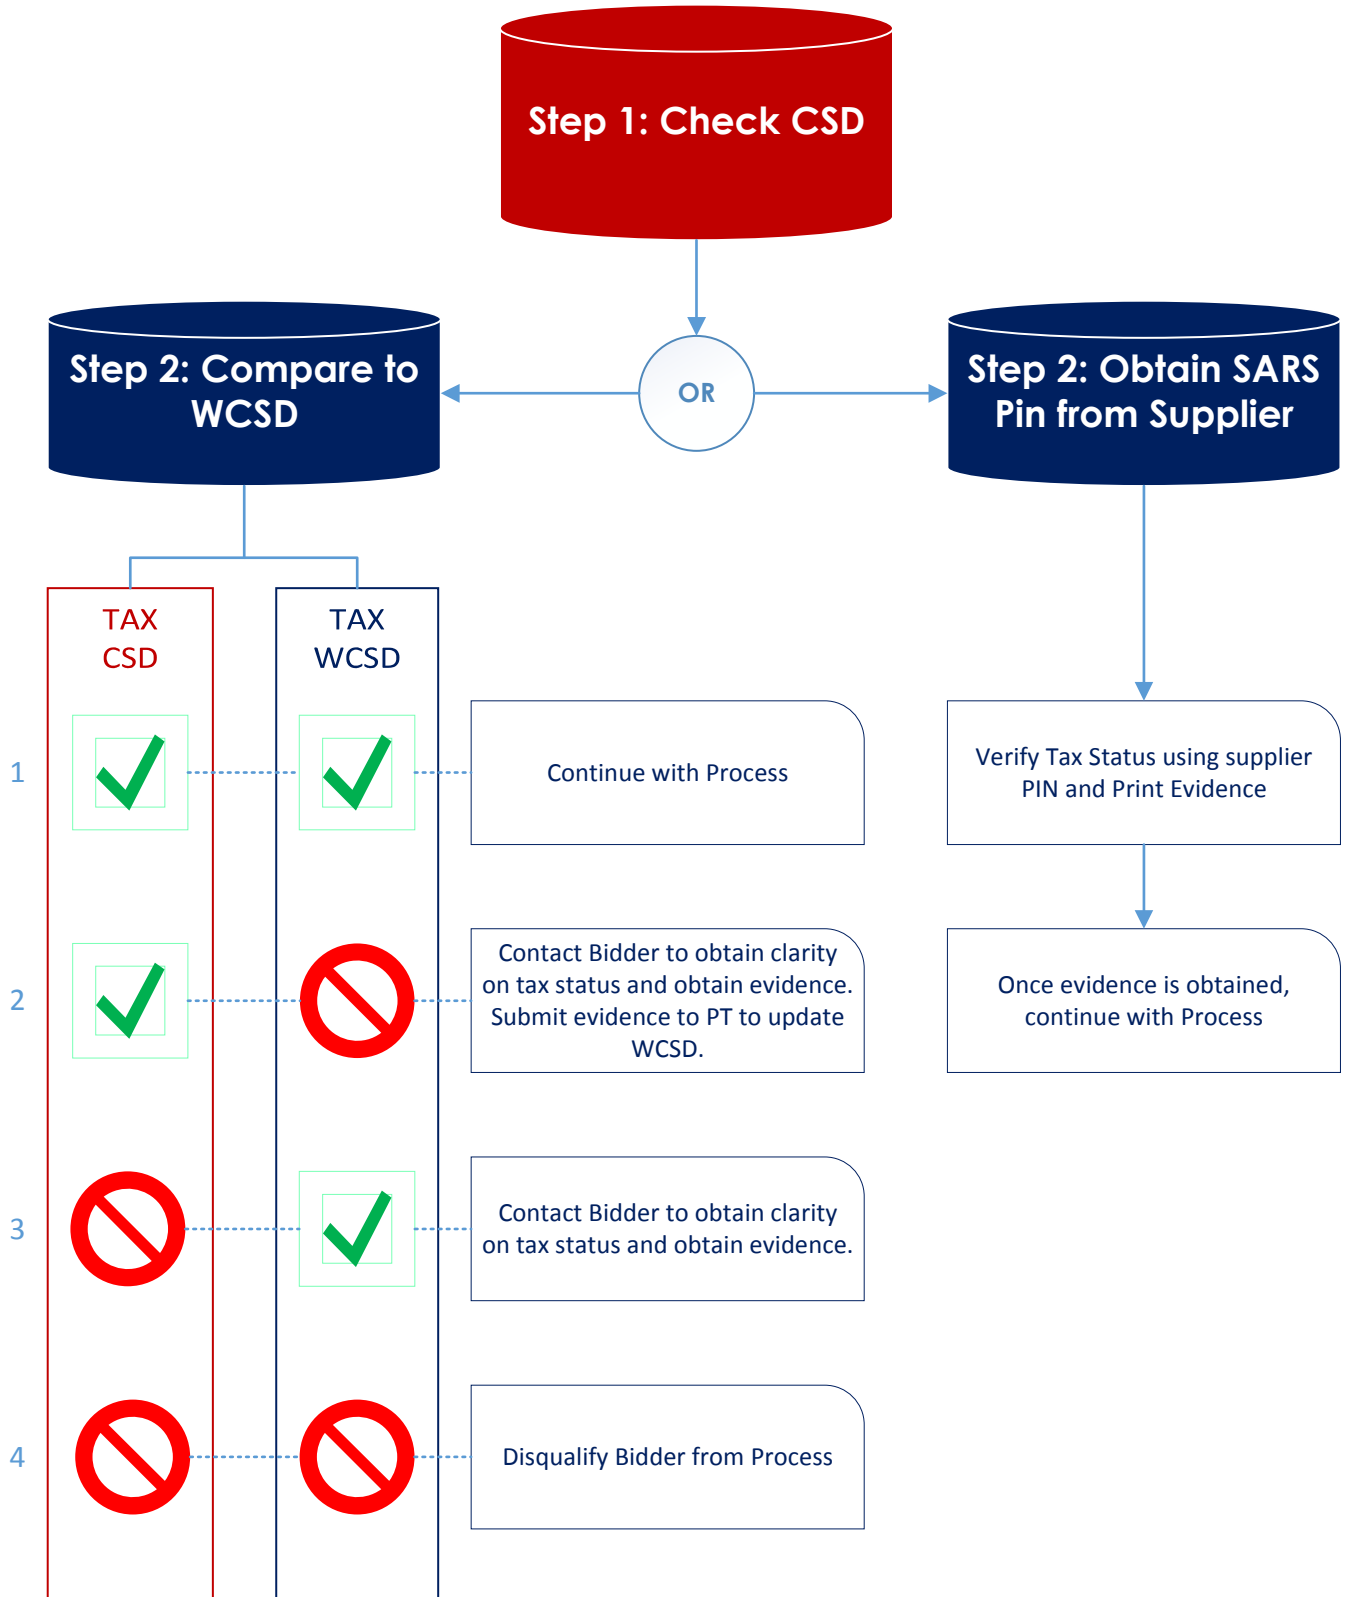 Step 1: Check CSD
Step 2: Compare to
WCSD
OR
Step 2: Obtain SARS
Pin from Supplier
TAX
CSD
TAX
WCSD
1
Continue with Process
Verify Tax Status using supplier
PIN and Print Evidence
2
Contact Bidder to obtain clarity
on tax status and obtain evidence.
Submit evidence to PT to update
WCSD.
Once evidence is obtained,
continue with Process
3
Contact Bidder to obtain clarity
on tax status and obtain evidence.
4
Disqualify Bidder from Process